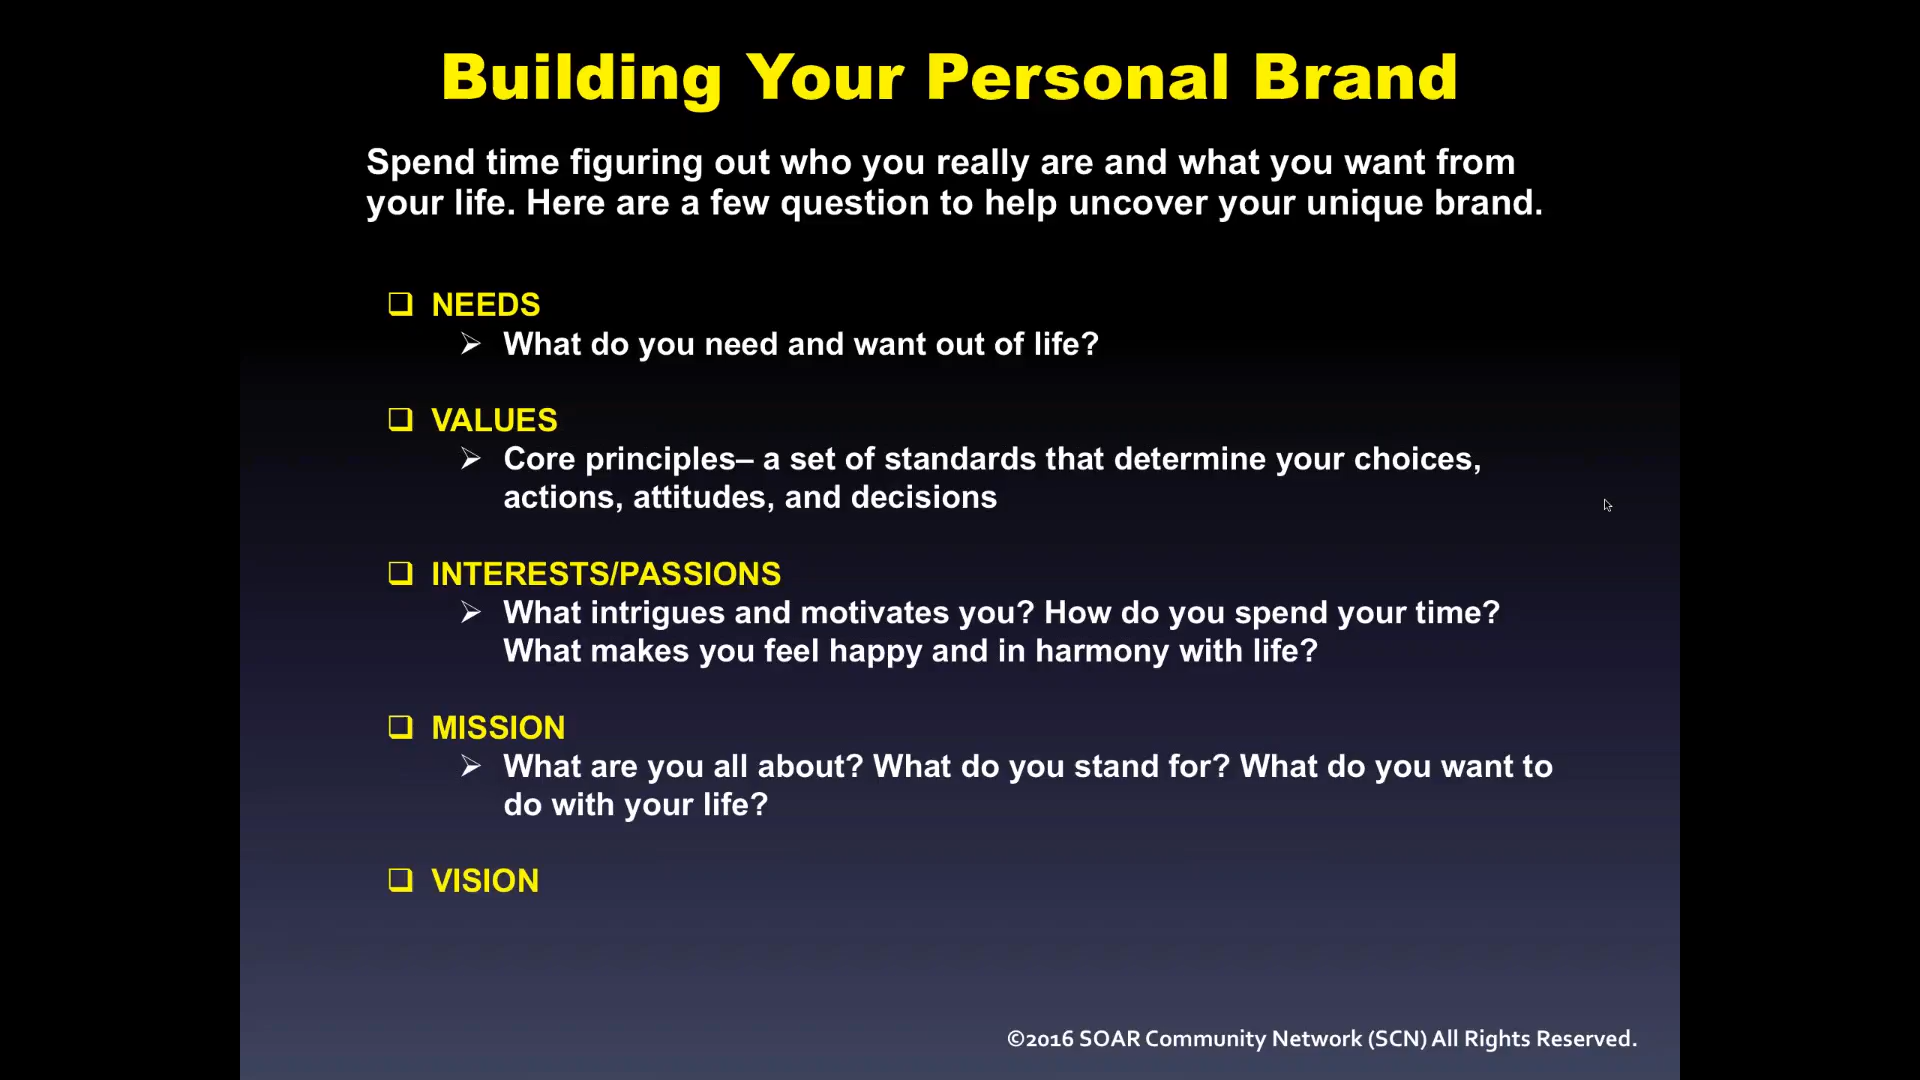 Building Your Personal Brand
Spend time figuring out who you really are and what you want from
your life. Here are a few question to help uncover your unique brand.
❑ NEEDS
➢ What do you need and want out of life?
❑ VALUES
➢ Core principles– a set of standards that determine your choices,
actions, attitudes, and decisions
❑ INTERESTS/PASSIONS
➢ What intrigues and motivates you? How do you spend your time?
What makes you feel happy and in harmony with life?
❑ MISSION
➢ What are you all about? What do you stand for? What do you want to
do with your life?
❑ VISION
©2016 SOAR Community Network (SCN) All Rights Reserved.